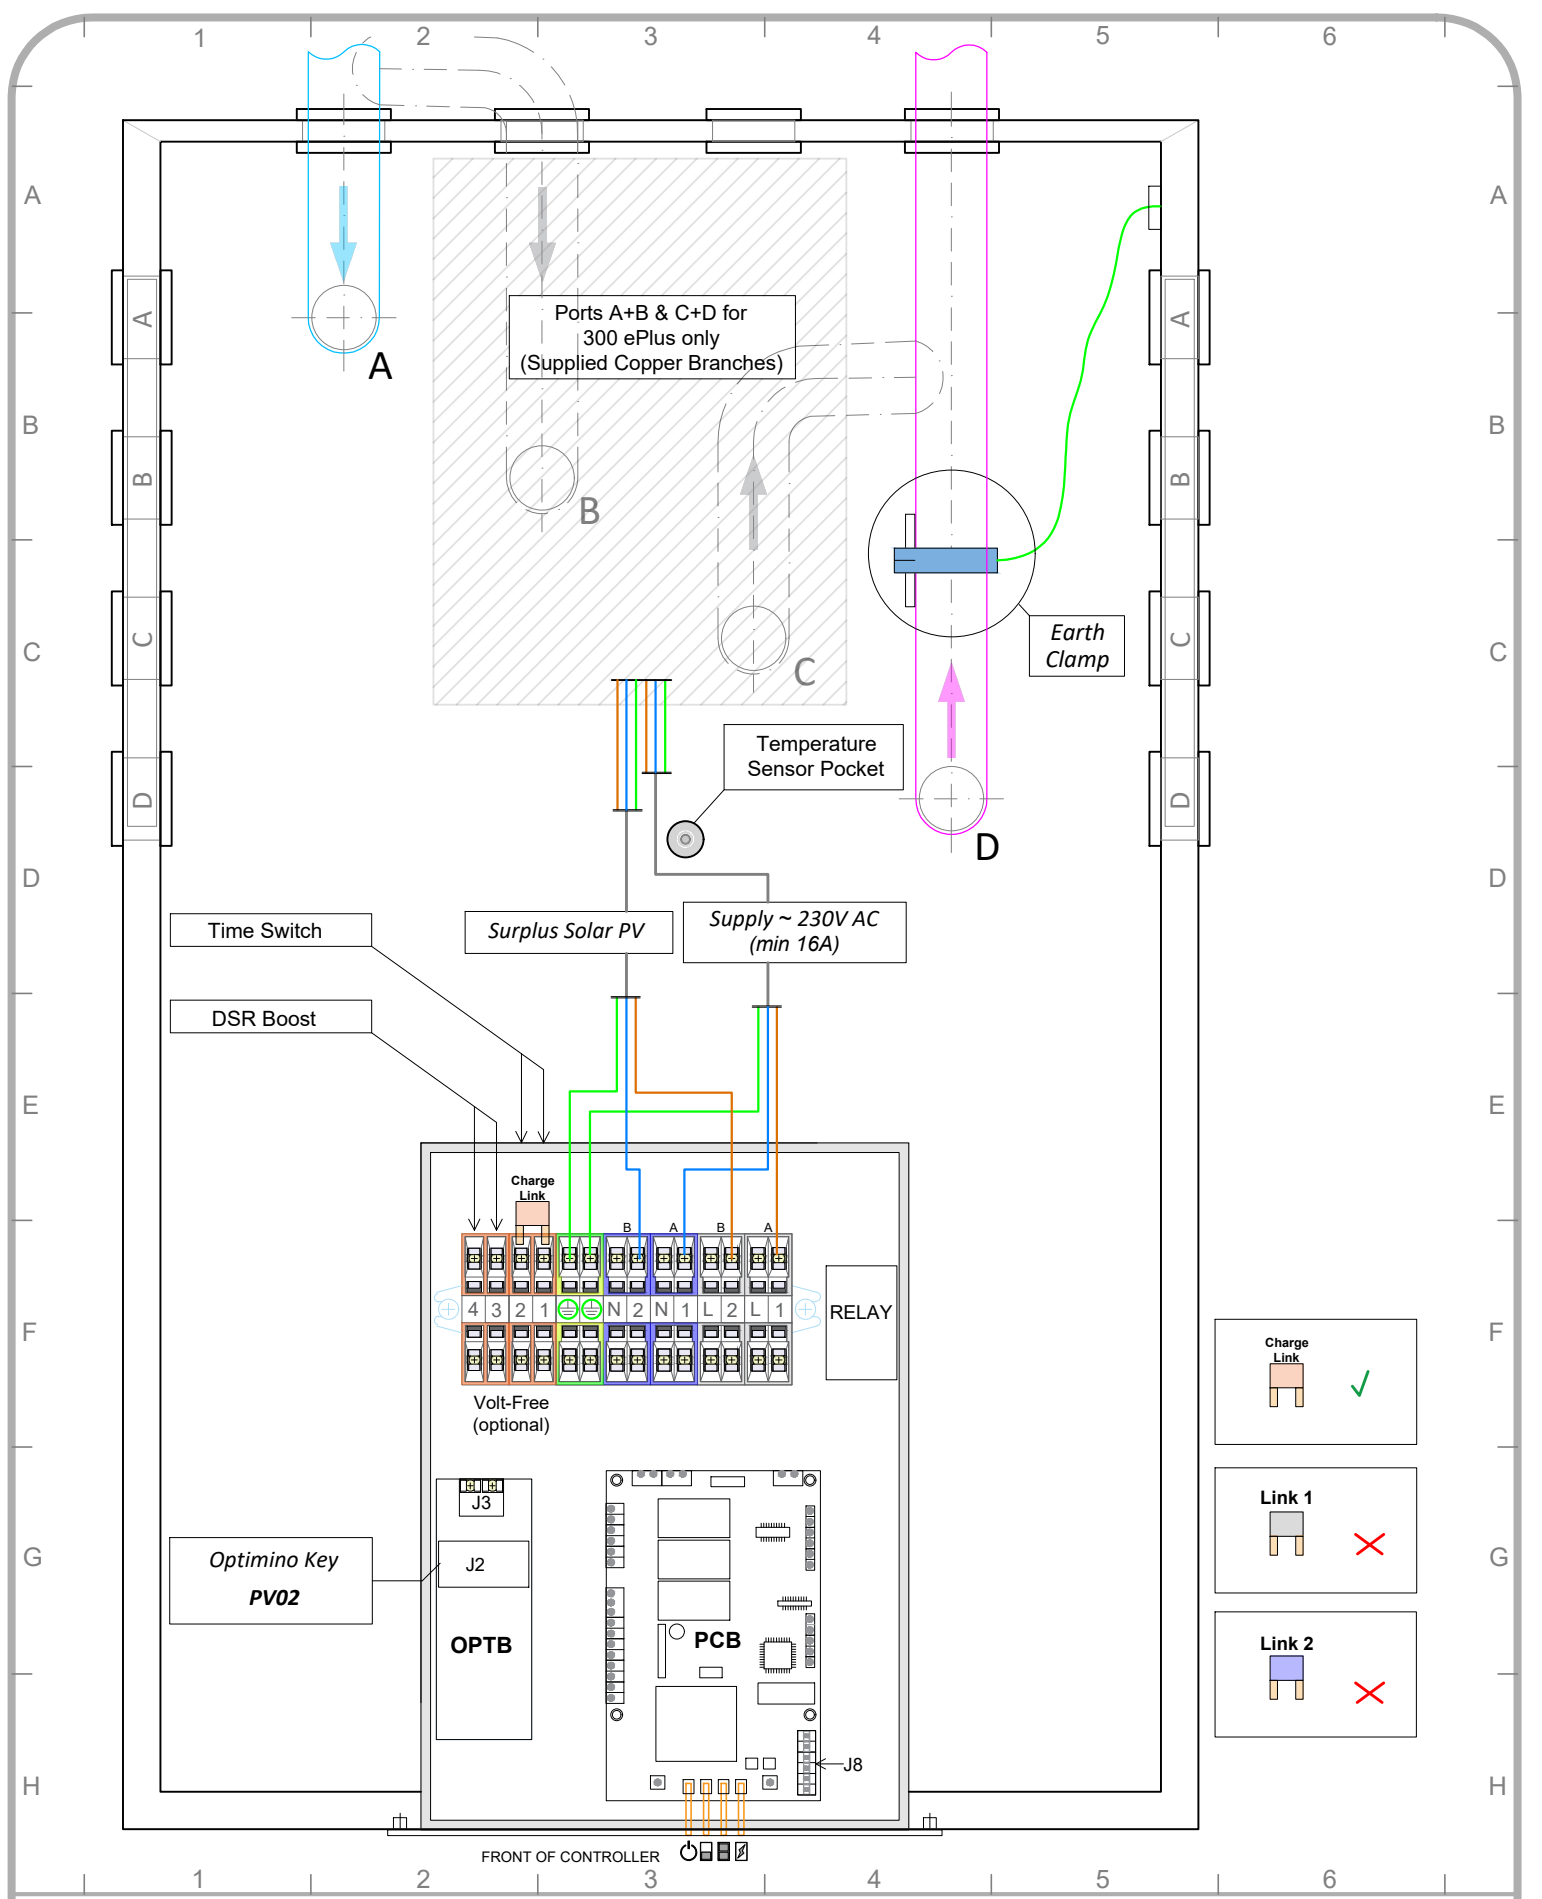 1 2 3 4 5 6
A A
A A
Ports A+B & C+D for
300 ePlus only
(Supplied Copper Branches)
A
B B
B B
B
C C
C C
Earth
Clamp
C
Temperature
Sensor Pocket
D D
D
D D
Time Switch
Surplus Solar PV
Supply ~ 230V AC
(min 16A)
DSR Boost
E E
Charge
Link
B A B A
4 3 2 1 N 2 N 1 L 2 L 1
RELAY
F F
Volt-Free
(optional)
Charge
Link
J3
Link 1
Optimino Key
PV02
J2
G G
OPTB
PCB
Link 2
J8
H H
FRONT OF CONTROLLER
1 2 3 4 5 6